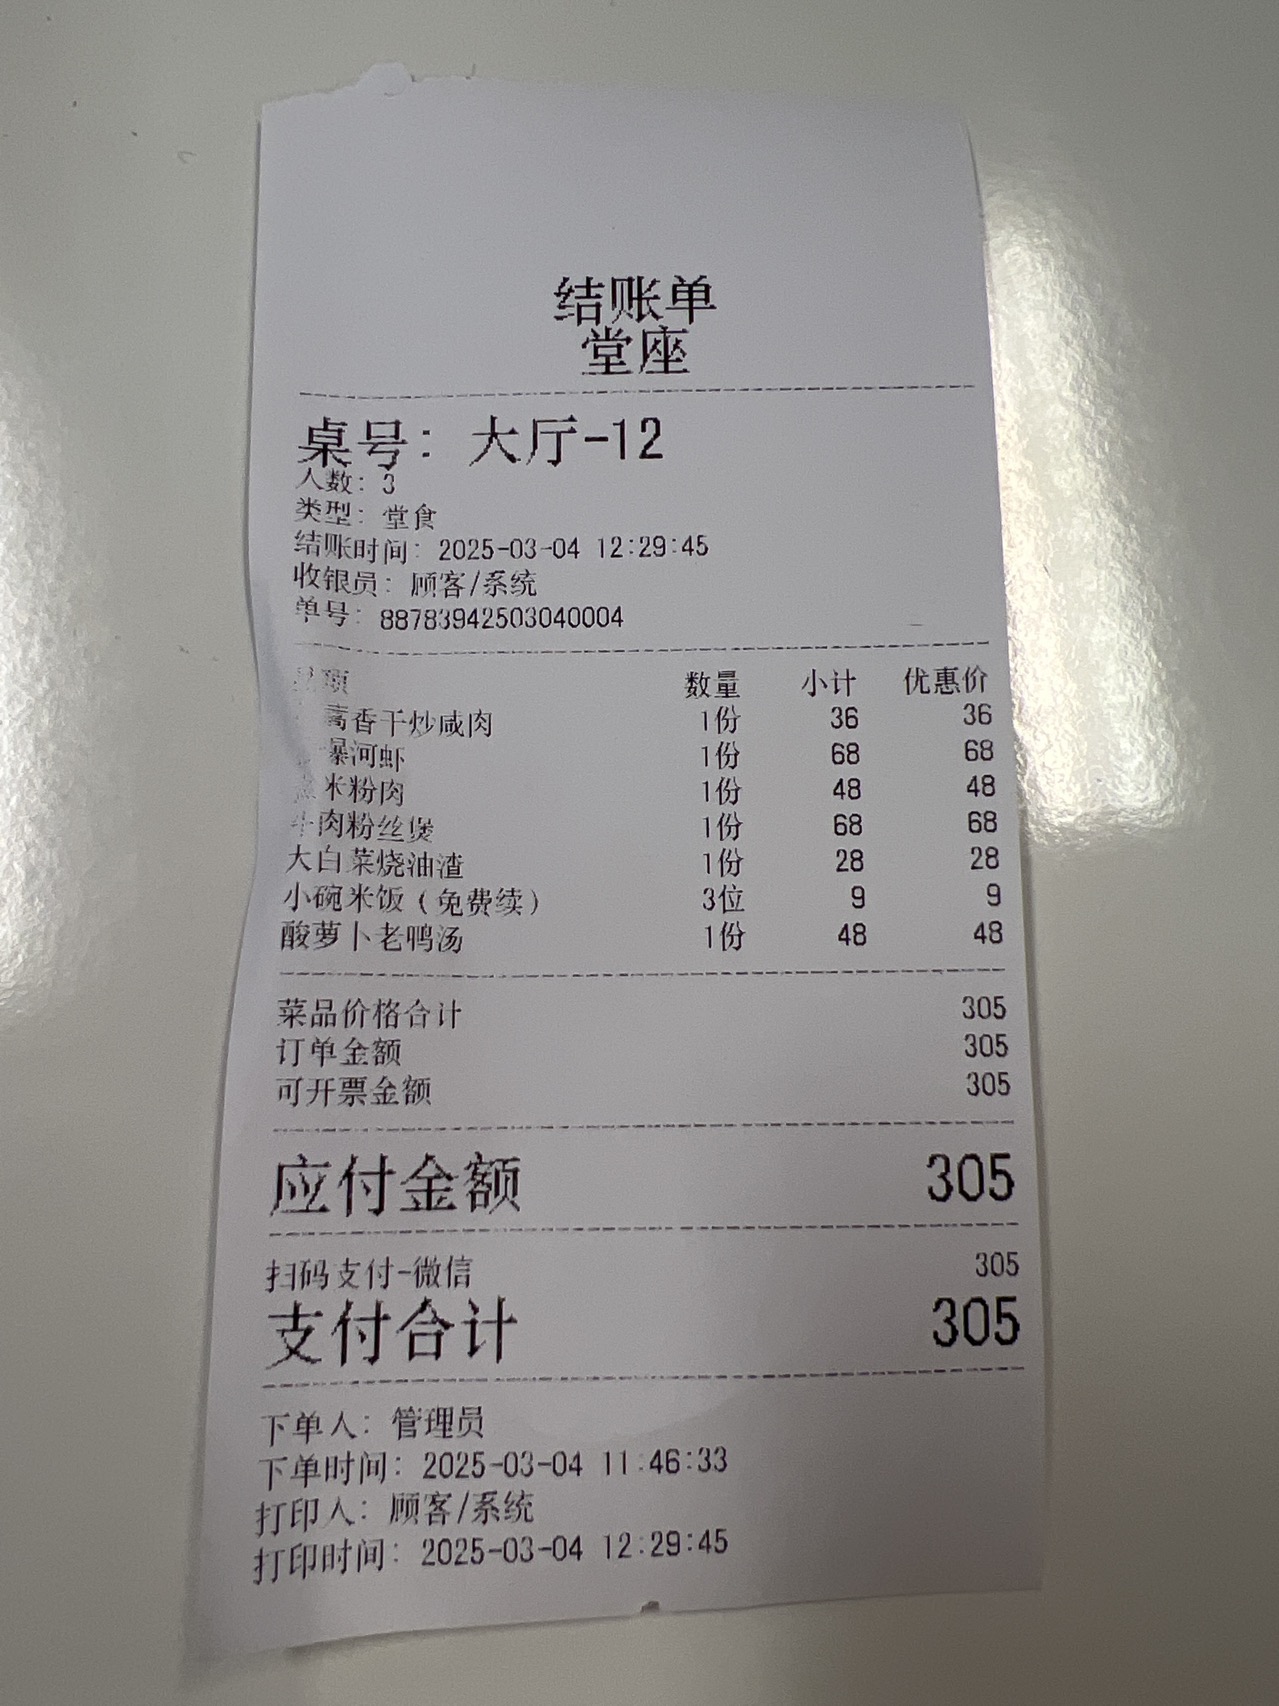 结账单
堂座
桌号: 大厅-12
人数: 3
类型: 堂食
结账时间: 2025-03-04 12:29:45
收银员: 顾客/系统
单号: 88783942503040004
项 数量 小计 优惠价
蒿香干炒咸肉 1份 36 36
爆河虾 1份 68 68
米粉肉 1份 48 48
牛肉粉丝煲 1份 68 68
大白菜烧油渣 1份 28 28
小碗米饭（免费续） 3位 9 9
酸萝卜老鸭汤 1份 48 48
菜品价格合计 305
订单金额 305
可开票金额 305
应付金额 305
扫码支付-微信 305
支付合计 305
下单人: 管理员
下单时间: 2025-03-04 11:46:33
打印人: 顾客/系统
打印时间: 2025-03-04 12:29:45